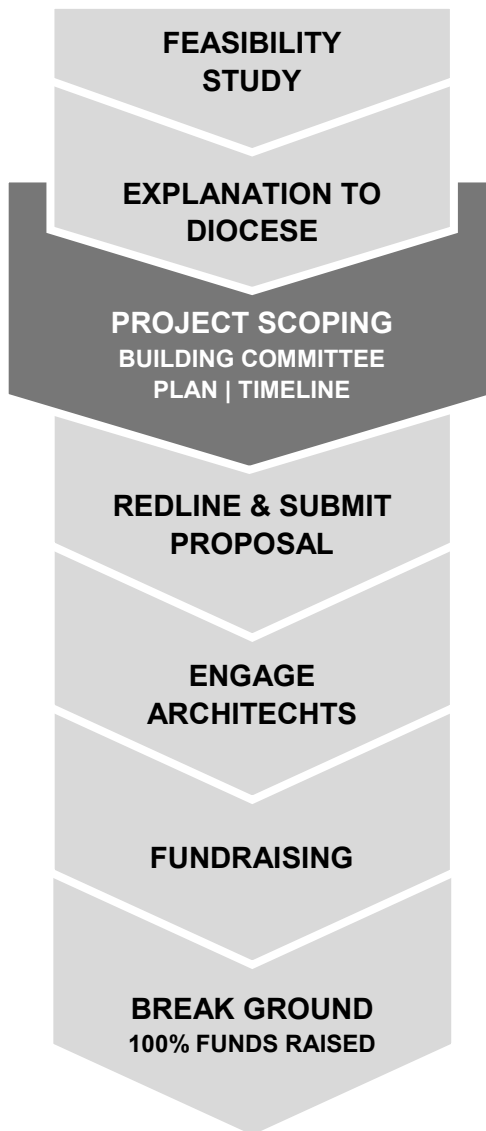 FEASIBILITY
STUDY
EXPLANATION TO
DIOCESE
PROJECT SCOPING
BUILDING COMMITTEE
PLAN | TIMELINE
REDLINE & SUBMIT
PROPOSAL
ENGAGE
ARCHITECHTS
FUNDRAISING
BREAK GROUND
100% FUNDS RAISED